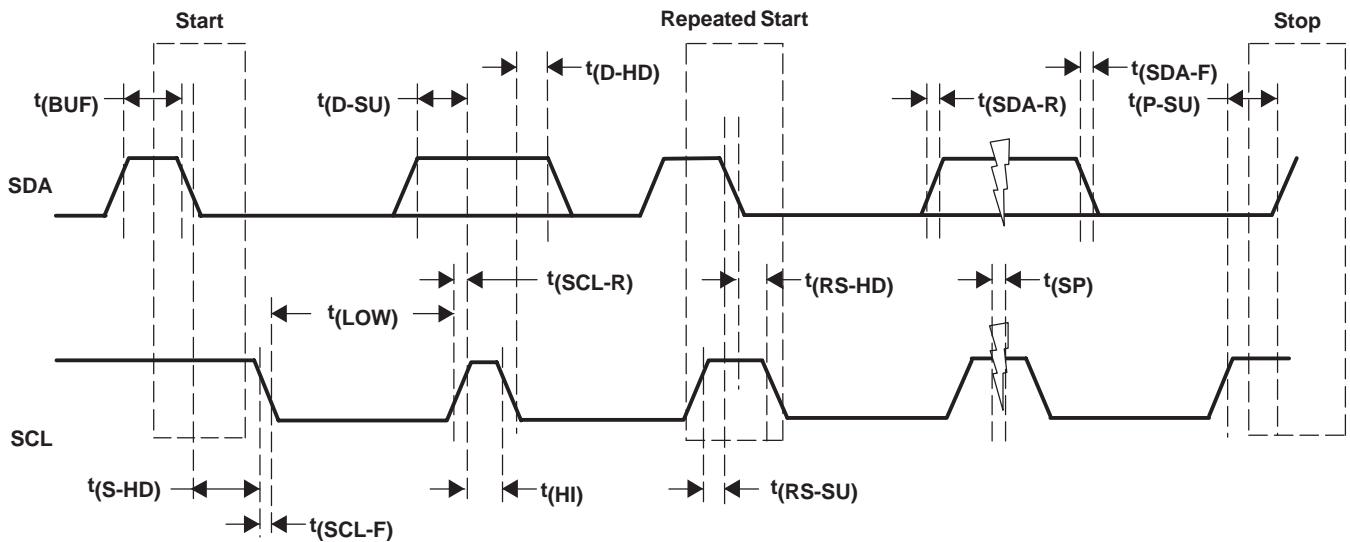 Start
Repeated Start
Stop
t(BUF)
t(D-SU)
t(D-HD)
t(SDA-R)
t(SDA-F)
t(P-SU)
SDA
t(LOW)
t(SCL-R)
t(RS-HD)
t(SP)
SCL
t(S-HD)
t(SCL-F)
t(HI)
t(RS-SU)